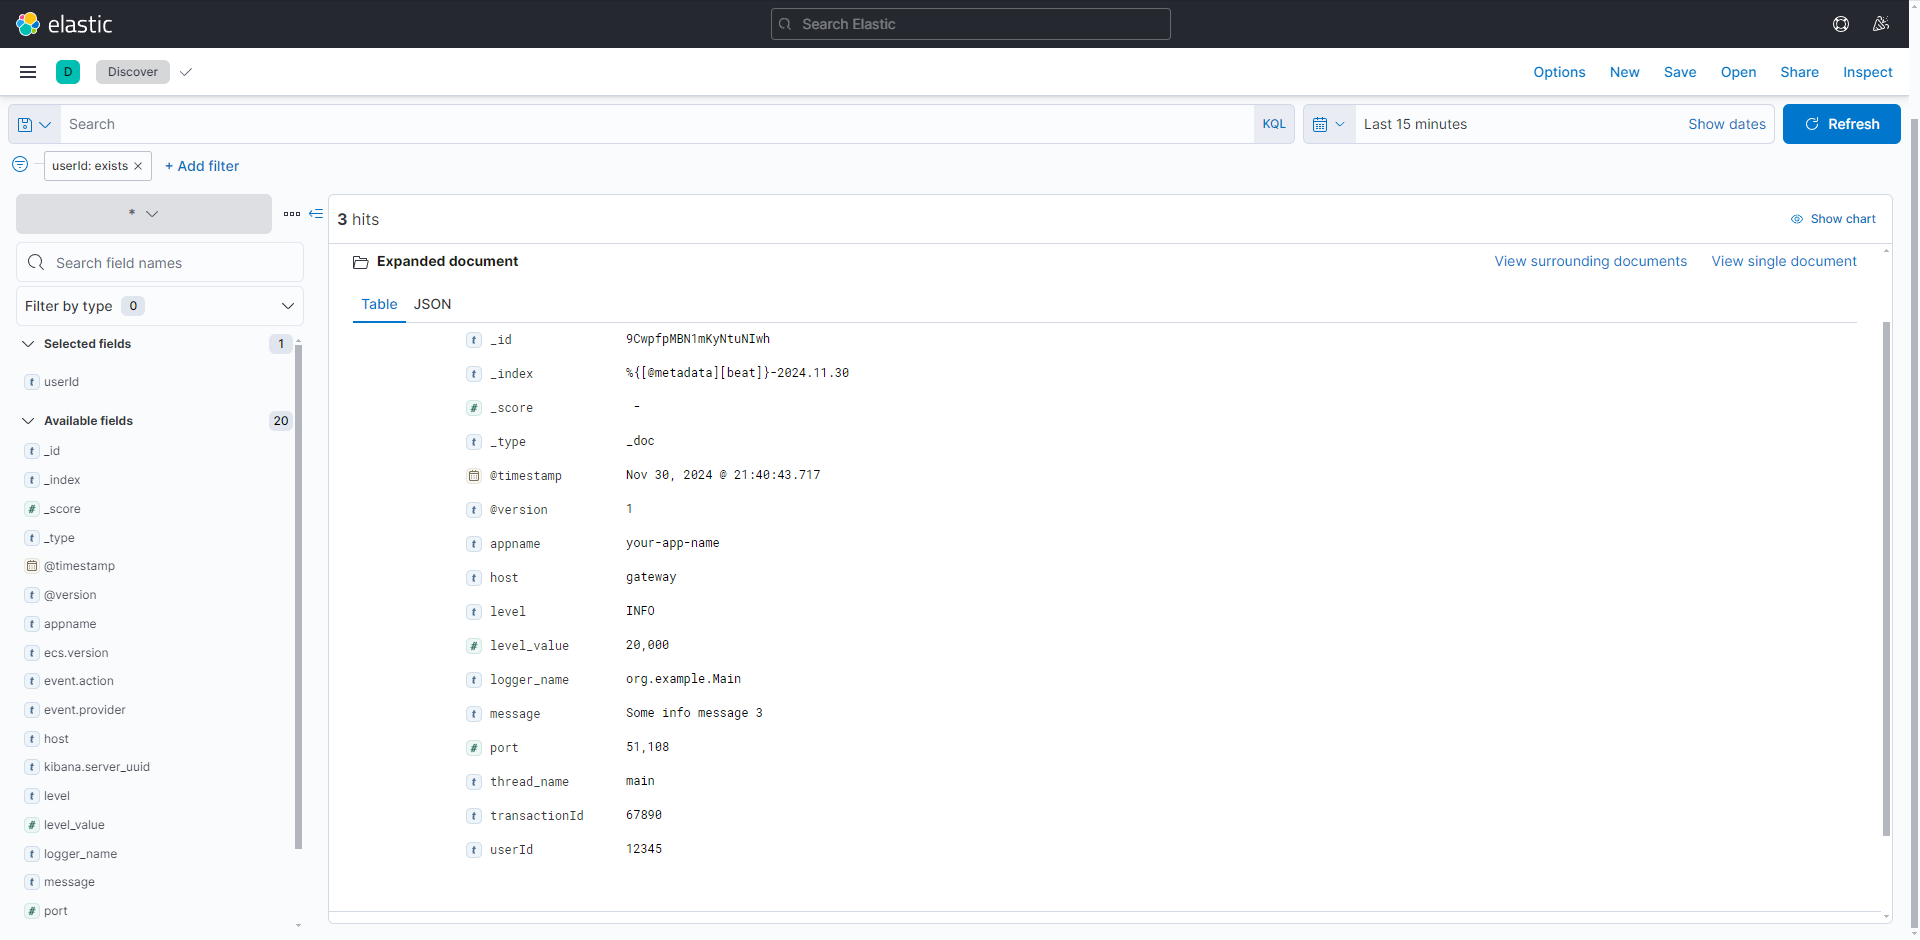 elastic
Search Elastic
D
Discover
Options
New
Save
Open
Share
Inspect
Search
KQL
Last 15 minutes
Show dates
Refresh
userId: exists
+ Add filter
*
3 hits
Show chart
Search field names
Filter by type 0
Selected fields 1
t userId
Available fields 20
t _id
t _index
# _score
t _type
@timestamp
t @version
t appname
t ecs.version
t event.action
t event.provider
t host
t kibana.server_uuid
t level
# level_value
t logger_name
t message
# port
Expanded document
View surrounding documents
View single document
Table
JSON
t _id 9CwpfpMBN1mKyNtuNIwh
t _index %{[@metadata][beat]}-2024.11.30
# _score -
t _type _doc
@timestamp Nov 30, 2024 @ 21:40:43.717
t @version 1
t appname your-app-name
t host gateway
t level INFO
# level_value 20,000
t logger_name org.example.Main
t message Some info message 3
# port 51,108
t thread_name main
t transactionId 67890
t userId 12345